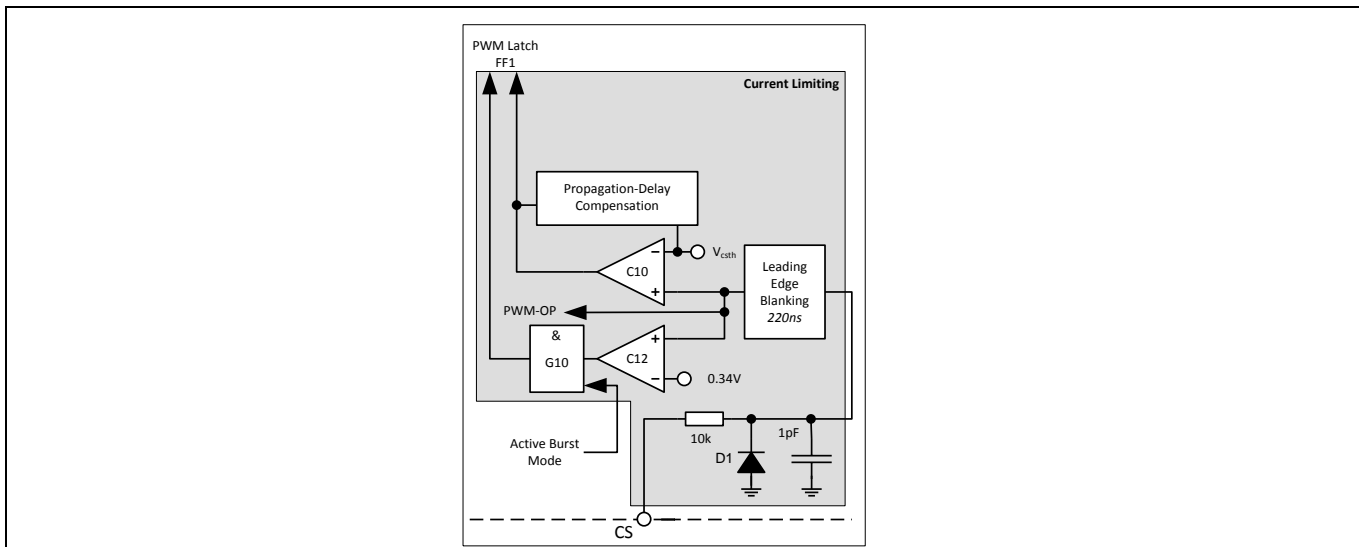 PWM Latch
FF1
Current Limiting
Propagation-Delay
Compensation
−
Vcsth
C10
+
Leading
Edge
Blanking
220ns
PWM-OP
&
G10
+
C12
−
0.34V
10k
1pF
Active Burst
Mode
D1
CS